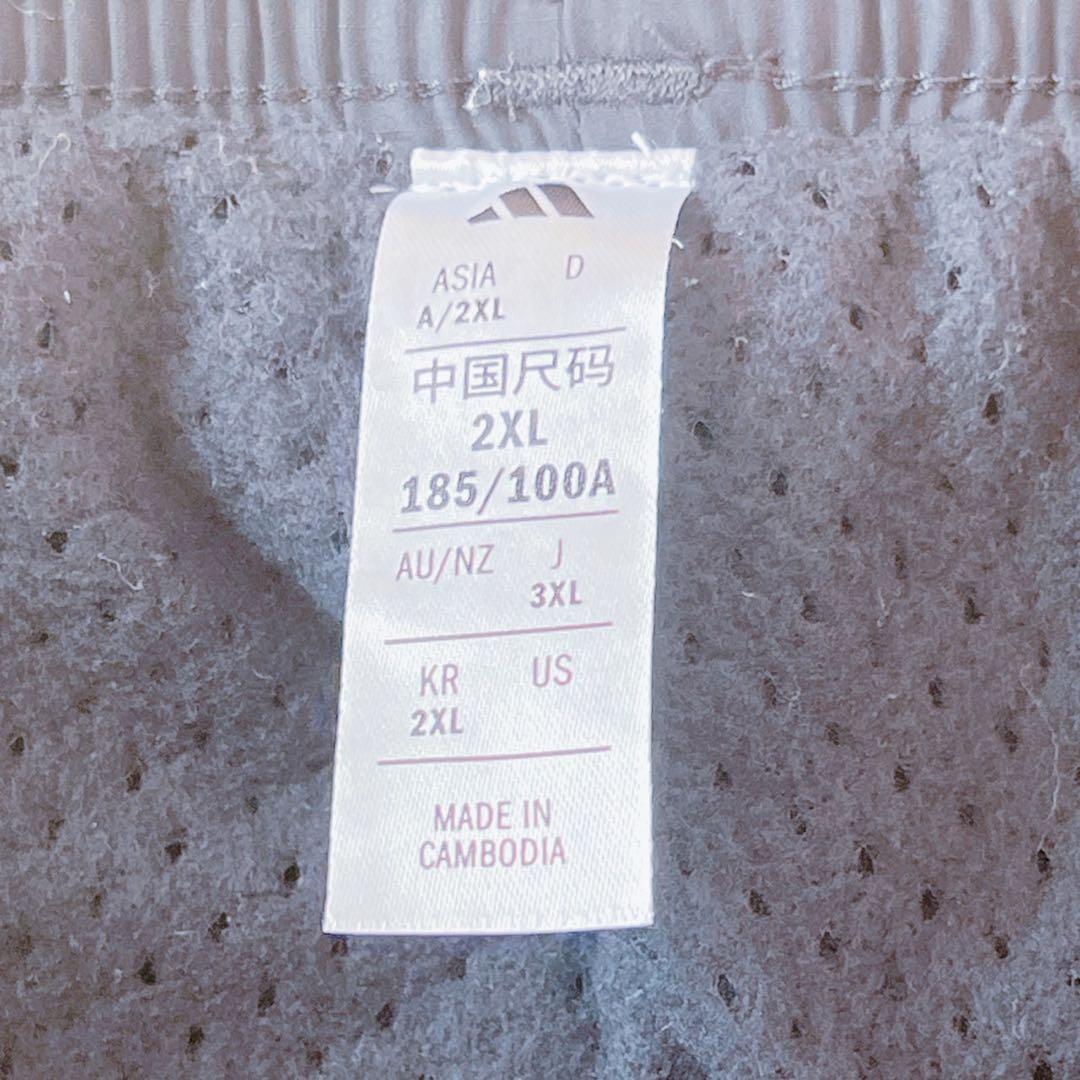 ASIA D
A/2XL
中国尺码
2XL
185/100A
AU/NZ J
3XL
KR US
2XL
MADE IN
CAMBODIA